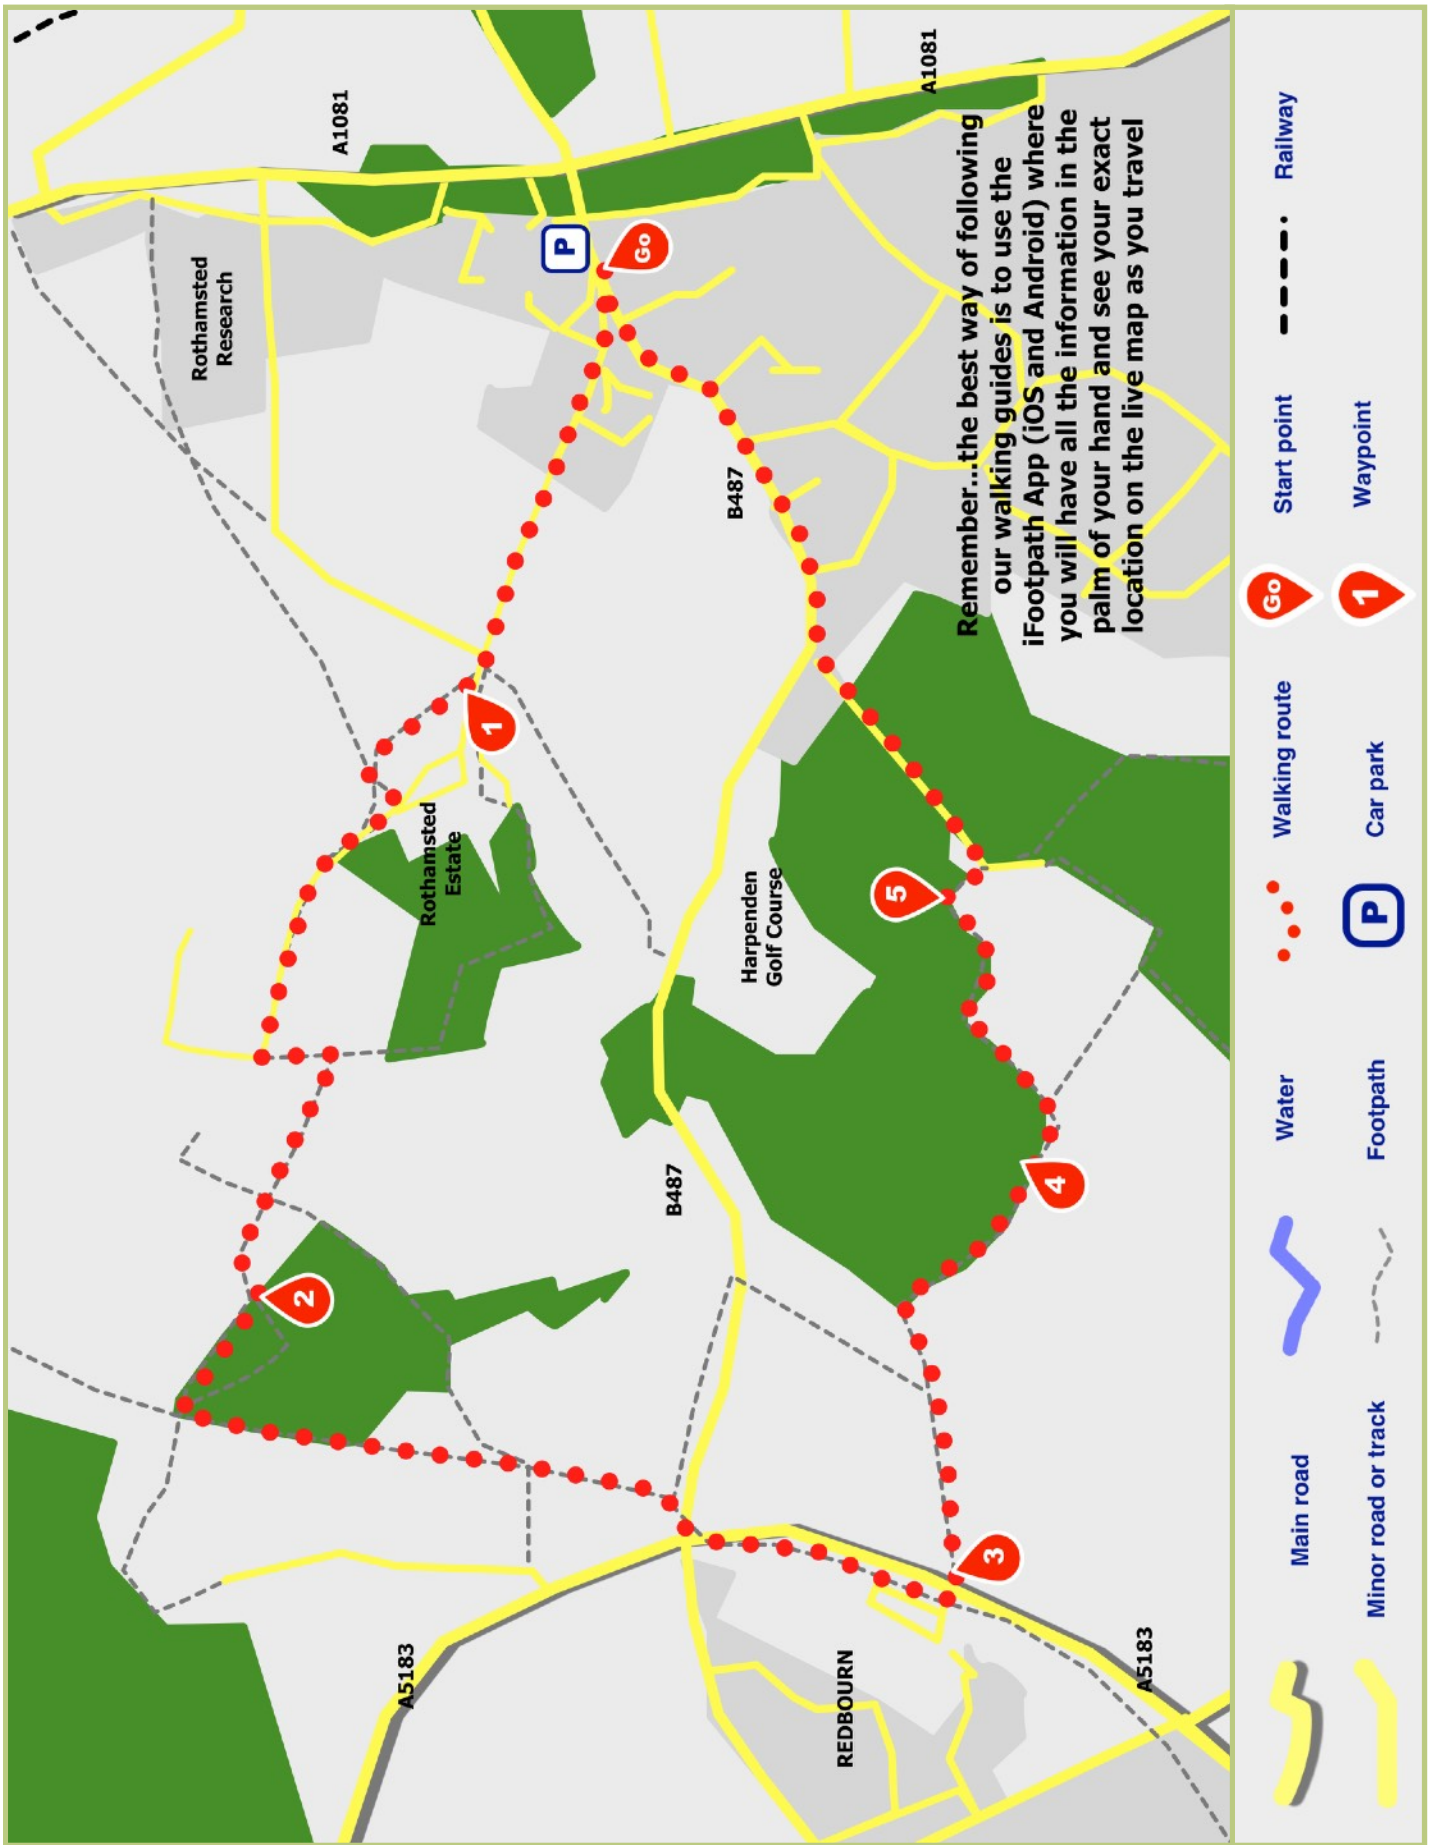 A5183
REDBOURN
A5183
Rothamsted
Estate
B487
Harpenden
Golf Course
Rothamsted
Research
B487
A1081
A1081
P
Go
1
2
3
4
5
Remember...the best way of following
our walking guides is to use the
iFootpath App (iOS and Android) where
you will have all the information in the
palm of your hand and see your exact
location on the live map as you travel
Main road
Water
Walking route
Go
Start point
Railway
Minor road or track
Footpath
P
Car park
1
Waypoint